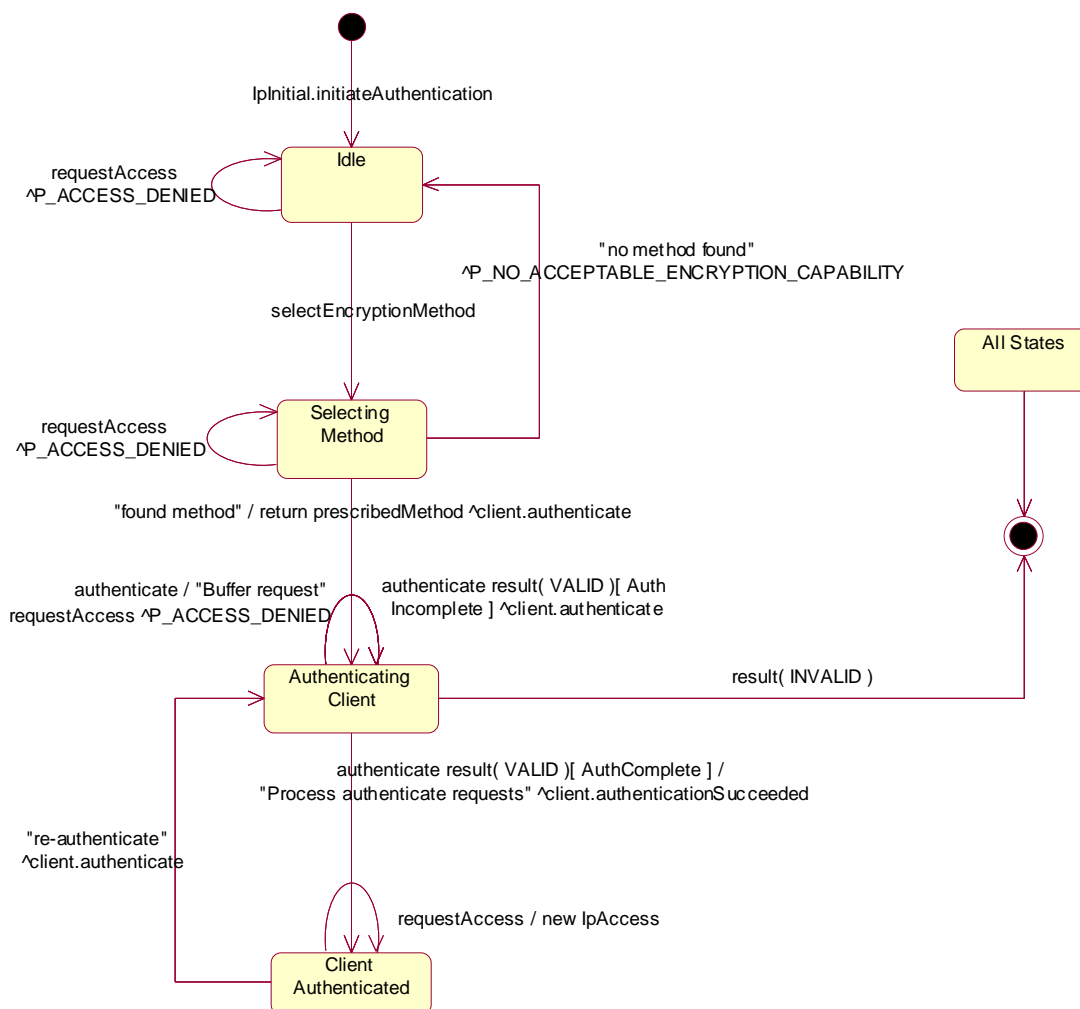 IpInitial.initiateAuthentication
Idle
requestAccess
^P_ACCESS_DENIED
"no method found"
^P_NO_ACCEPTABLE_ENCRYPTION_CAPABILITY
selectEncryptionMethod
All States
Selecting
Method
requestAccess
^P_ACCESS_DENIED
"found method" / return prescribedMethod ^client.authenticate
authenticate / "Buffer request"
requestAccess ^P_ACCESS_DENIED
authenticate result( VALID )[ Auth
Incomplete ] ^client.authenticate
Authenticating
Client
result( INVALID )
authenticate result( VALID )[ AuthComplete ] /
"Process authenticate requests" ^client.authenticationSucceeded
"re-authenticate"
^client.authenticate
requestAccess / new IpAccess
Client
Authenticated